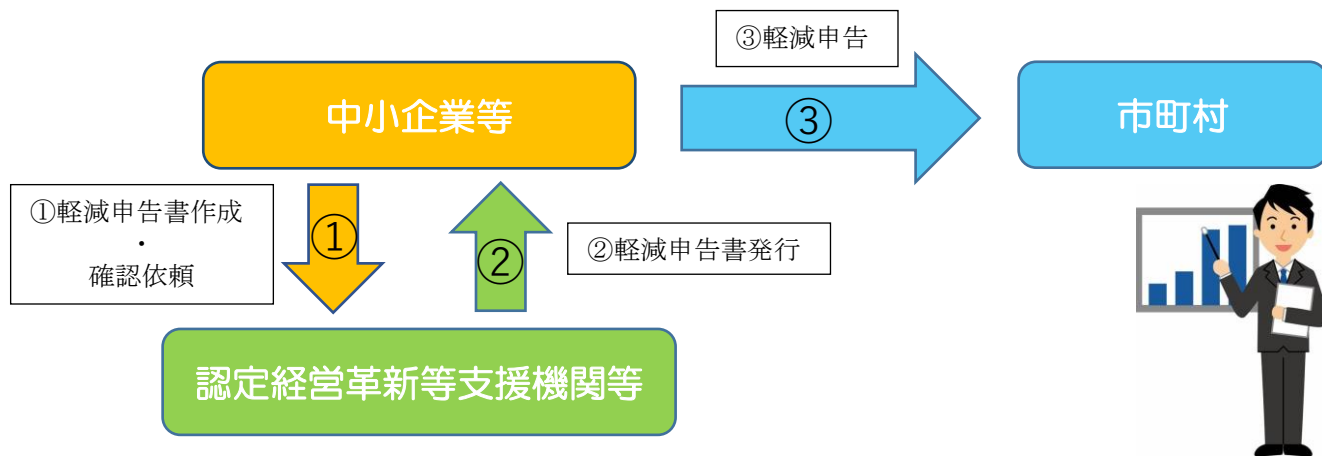 ③軽減申告
中小企業等
③
市町村
①軽減申告書作成
・
確認依頼
①
②
②軽減申告書発行
認定経営革新等支援機関等